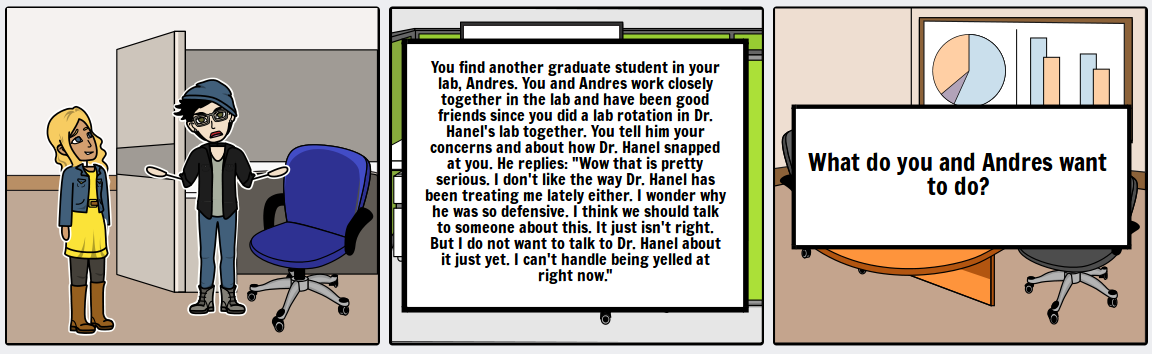 You find another graduate student in your
lab, Andres. You and Andres work closely
together in the lab and have been good
friends since you did a lab rotation in Dr.
Hanel's lab together. You tell him your
concerns and about how Dr. Hanel snapped
at you. He replies: "Wow that is pretty
serious. I don't like the way Dr. Hanel has
been treating me lately either. I wonder why
he was so defensive. I think we should talk
to someone about this. It just isn't right.
But I do not want to talk to Dr. Hanel about
it just yet. I can't handle being yelled at
right now."
What do you and Andres want
to do?